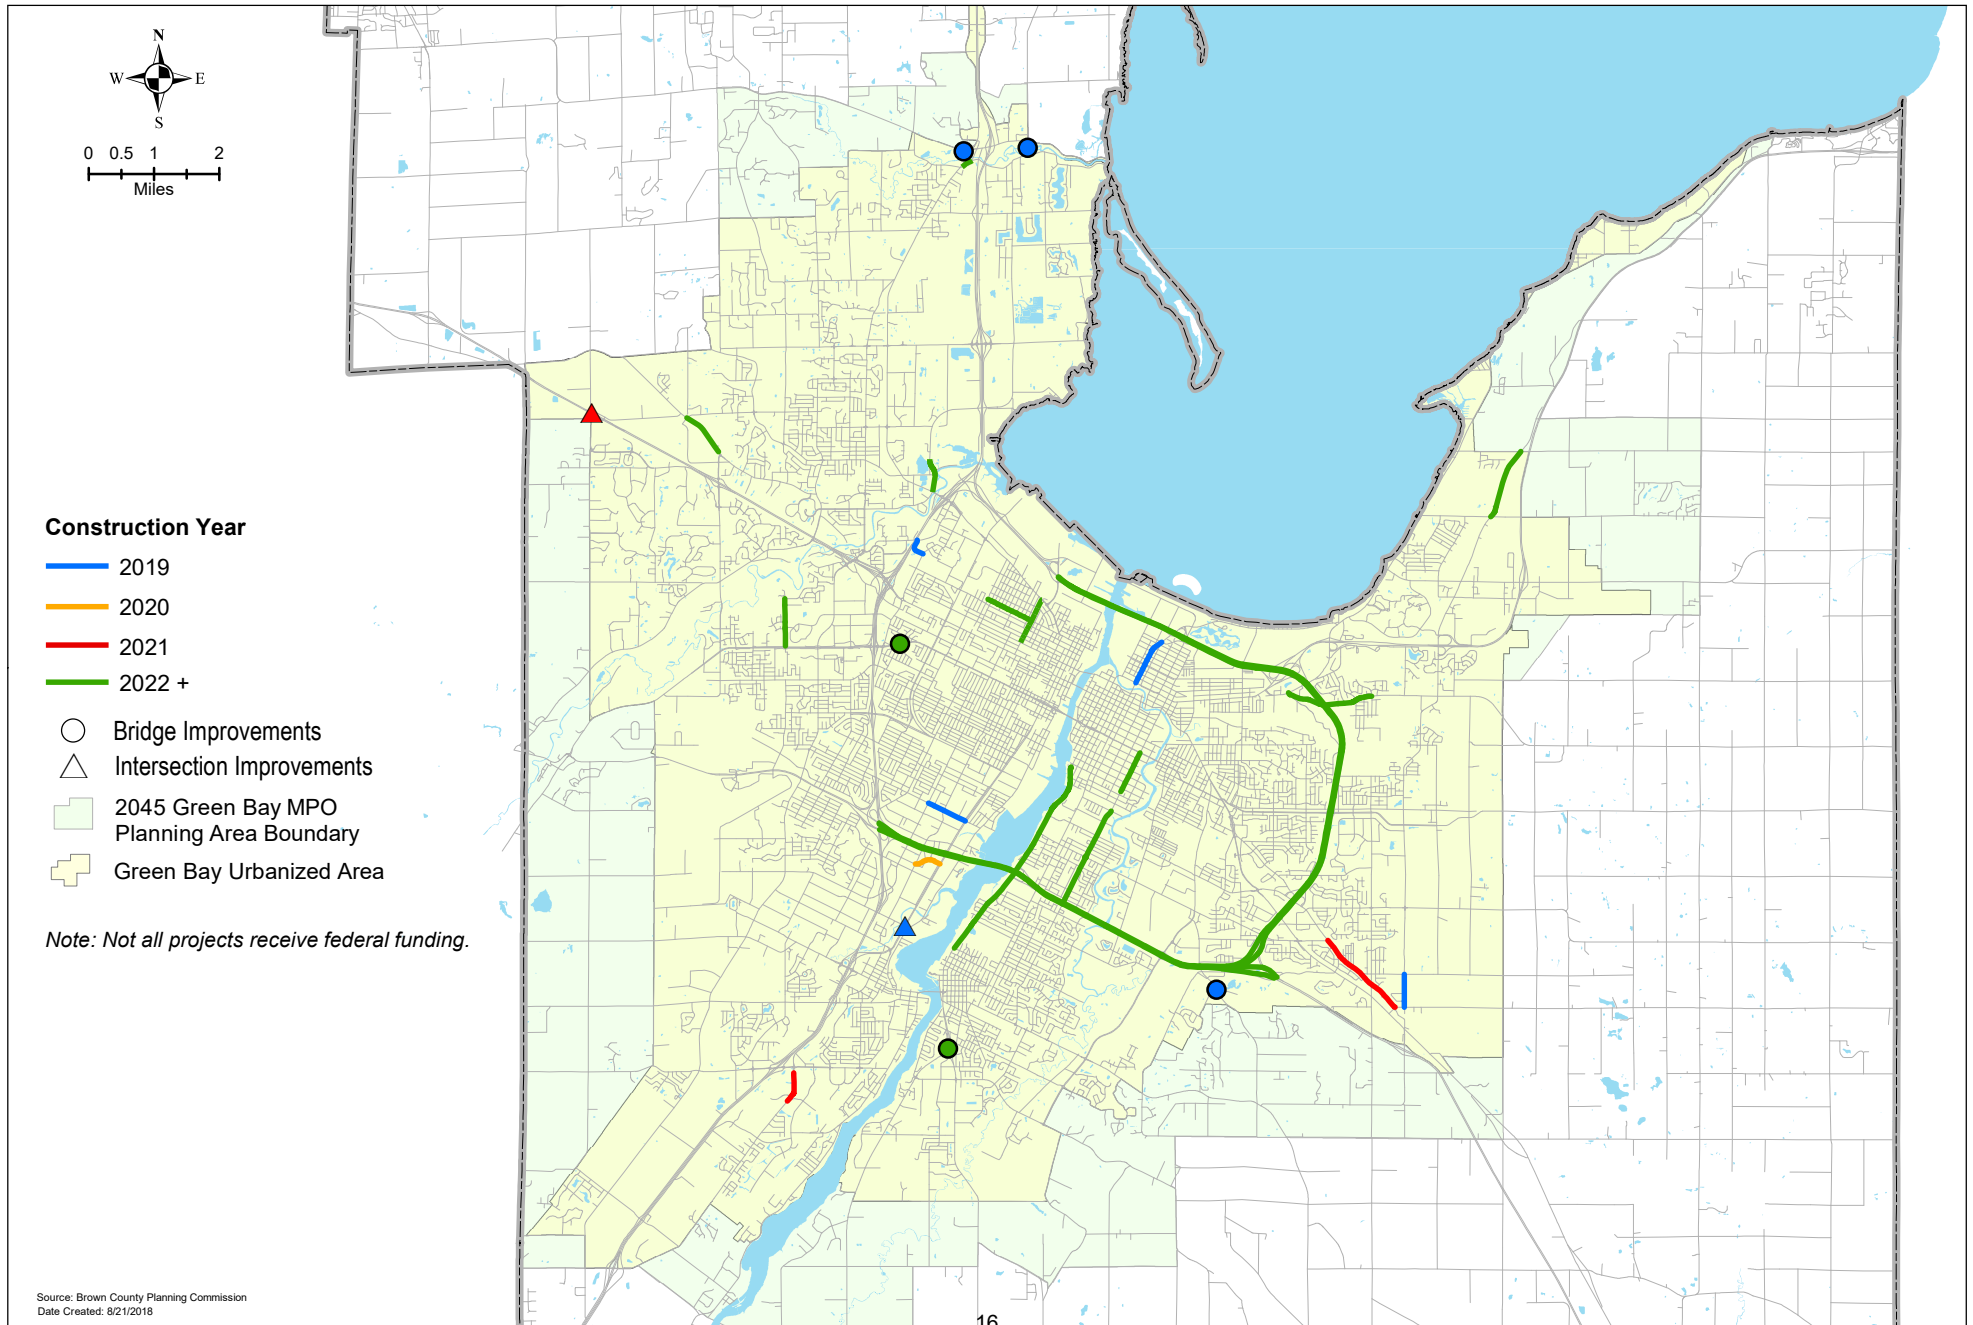 N
W E
S
0 0.5 1 2
Miles
Construction Year
2019
2020
2021
2022 +
Bridge Improvements
Intersection Improvements
2045 Green Bay MPO
Planning Area Boundary
Green Bay Urbanized Area
Note: Not all projects receive federal funding.
Source: Brown County Planning Commission
Date Created: 8/21/2018
16